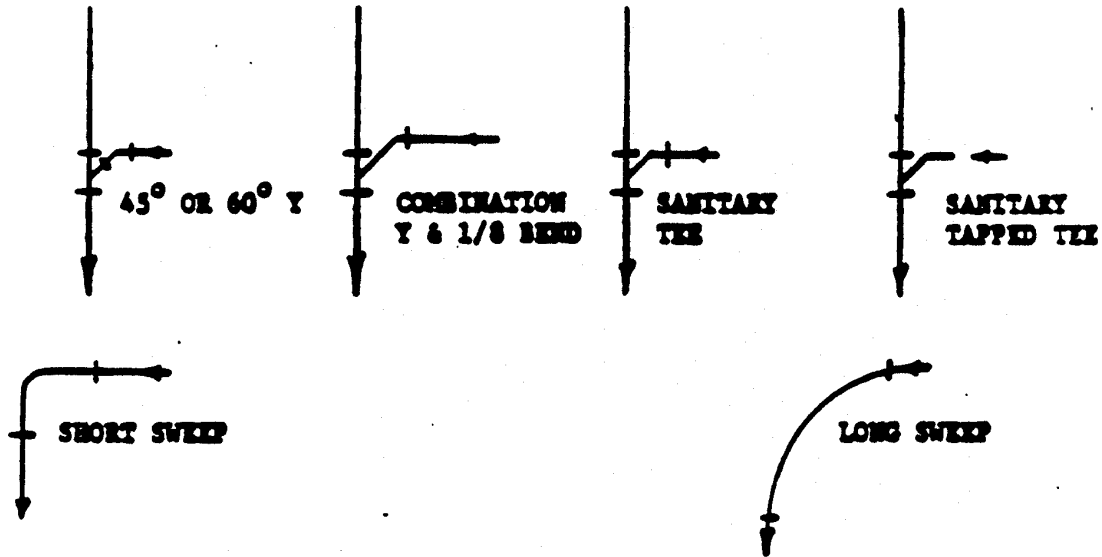 45° OR 60° Y
COMBINATION
Y & 1/8 BEND
SANITARY
TEE
SANITARY
TAPPED TEE
SHORT SWEEP
LONG SWEEP